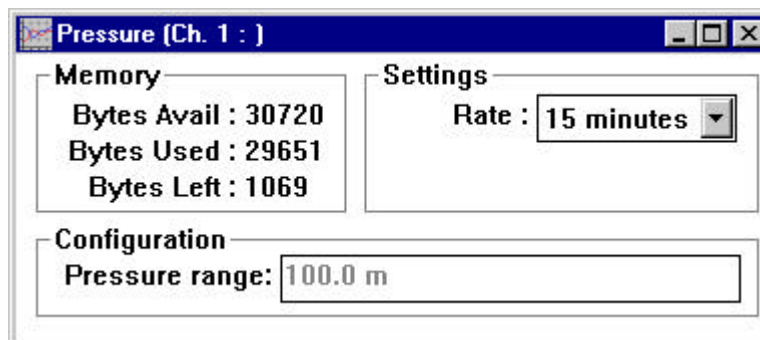 Pressure (Ch. 1 : )
Memory
Bytes Avail : 30720
Bytes Used : 29651
Bytes Left : 1069
Settings
Rate : 15 minutes
Configuration
Pressure range: 100.0 m